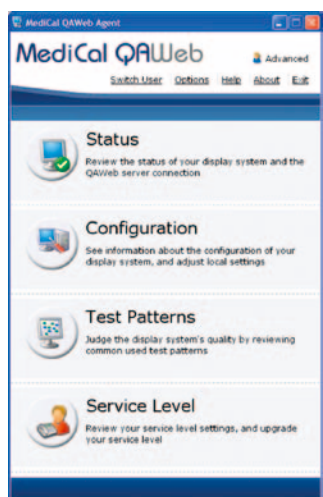 MediCal QAWeb Agent
MediCal QAWeb
Advanced
Switch User Options Help About Exit
Status
Review the status of your display system and the
QAWeb server connection
Configuration
See information about the configuration of your
display system, and adjust local settings
Test Patterns
Judge the display system's quality by reviewing
common used test patterns
Service Level
Review your service level settings, and upgrade
your service level